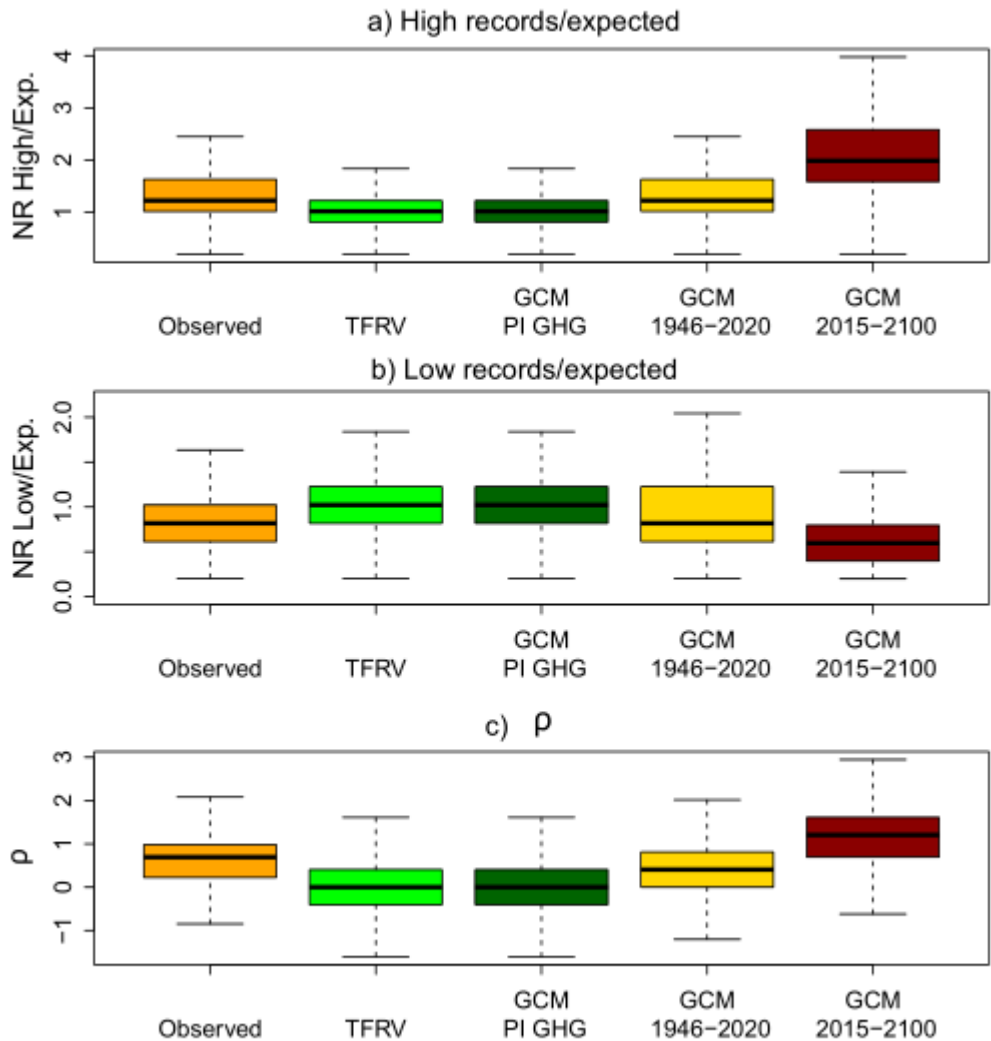 a) High records/expected
NR High/Exp.
4
3
2
1
GCM GCM GCM
Observed TFRV PI GHG 1946−2020 2015−2100
b) Low records/expected
NR Low/Exp.
2.0
1.0
0.0
GCM GCM GCM
Observed TFRV PI GHG 1946−2020 2015−2100
c) ρ
ρ
3
2
1
0
−1
GCM GCM GCM
Observed TFRV PI GHG 1946−2020 2015−2100